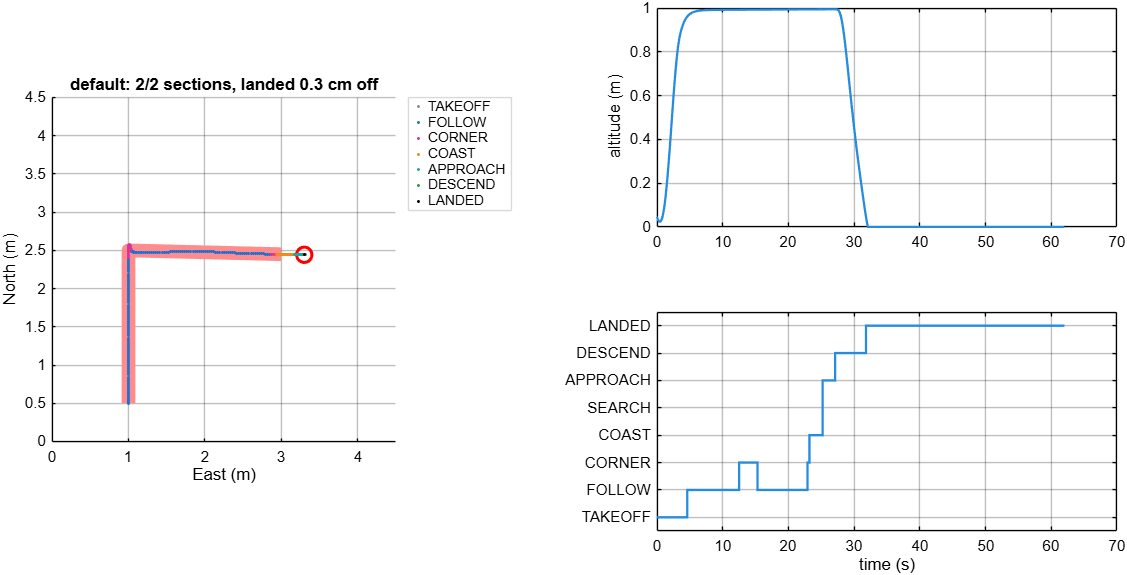 default: 2/2 sections, landed 0.3 cm off
4.5
4
3.5
3
2.5
2
1.5
1
0.5
0
North (m)
0 1 2 3 4
East (m)
TAKEOFF
FOLLOW
CORNER
COAST
APPROACH
DESCEND
LANDED
1
0.8
0.6
0.4
0.2
0
altitude (m)
0 10 20 30 40 50 60 70
LANDED
DESCEND
APPROACH
SEARCH
COAST
CORNER
FOLLOW
TAKEOFF
0 10 20 30 40 50 60 70
time (s)